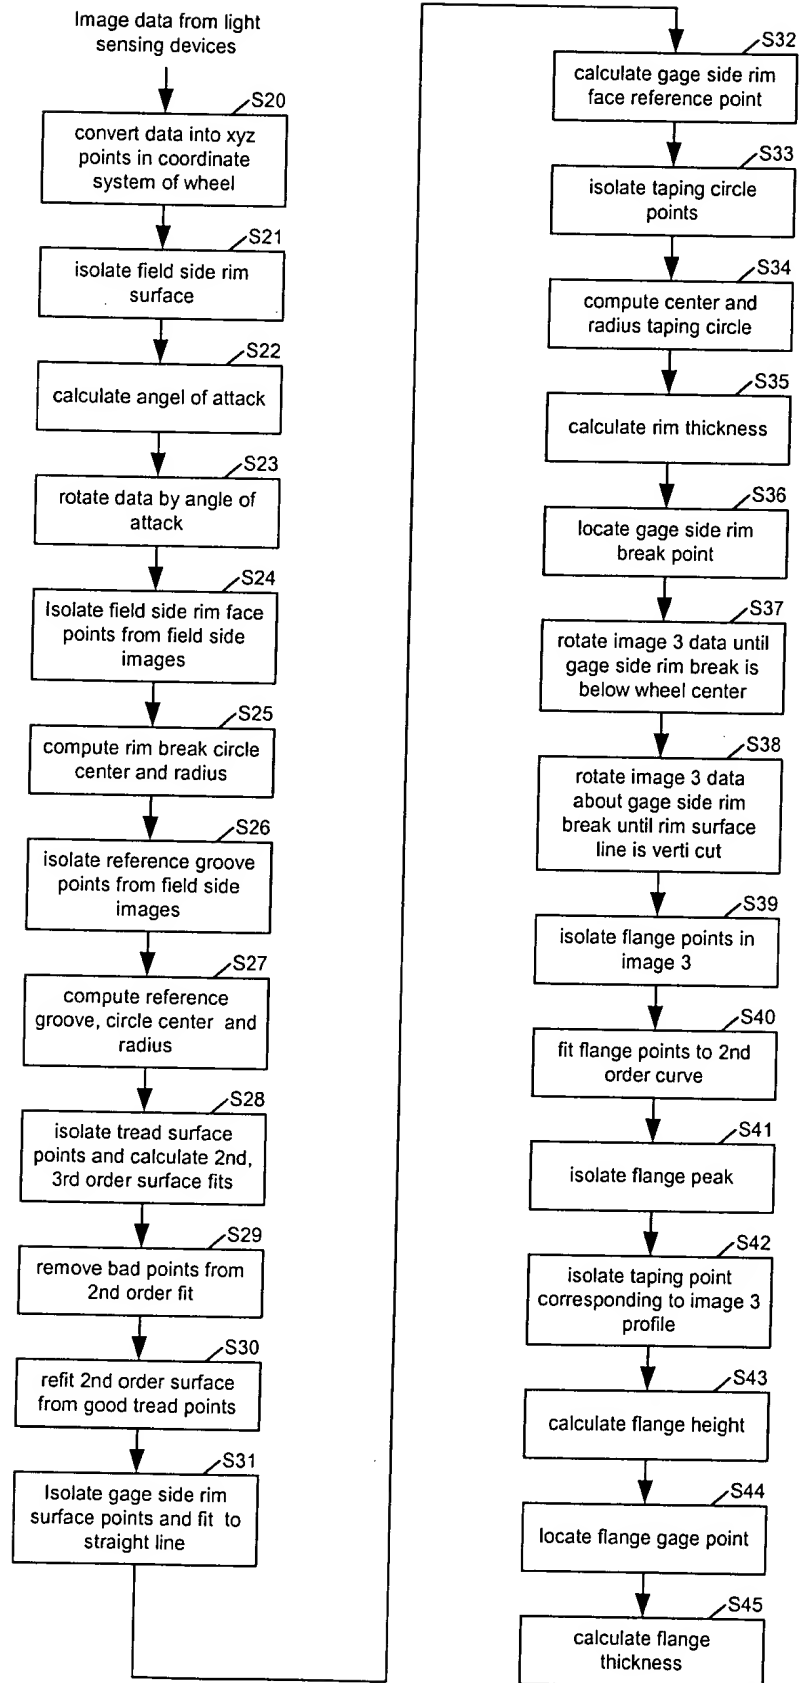 Image data from light
sensing devices
S20
convert data into xyz
points in coordinate
system of wheel
S21
isolate field side rim
surface
S22
calculate angel of attack
S23
rotate data by angle of
attack
S24
Isolate field side rim face
points from field side
images
S25
compute rim break circle
center and radius
S26
isolate reference groove
points from field side
images
S27
compute reference
groove, circle center and
radius
S28
isolate tread surface
points and calculate 2nd,
3rd order surface fits
S29
remove bad points from
2nd order fit
S30
refit 2nd order surface
from good tread points
S31
Isolate gage side rim
surface points and fit to
straight line
S32
calculate gage side rim
face reference point
S33
isolate taping circle
points
S34
compute center and
radius taping circle
S35
calculate rim thickness
S36
locate gage side rim
break point
S37
rotate image 3 data until
gage side rim break is
below wheel center
S38
rotate image 3 data
about gage side rim
break until rim surface
line is verti cut
S39
isolate flange points in
image 3
S40
fit flange points to 2nd
order curve
S41
isolate flange peak
S42
isolate taping point
corresponding to image 3
profile
S43
calculate flange height
S44
locate flange gage point
S45
calculate flange
thickness